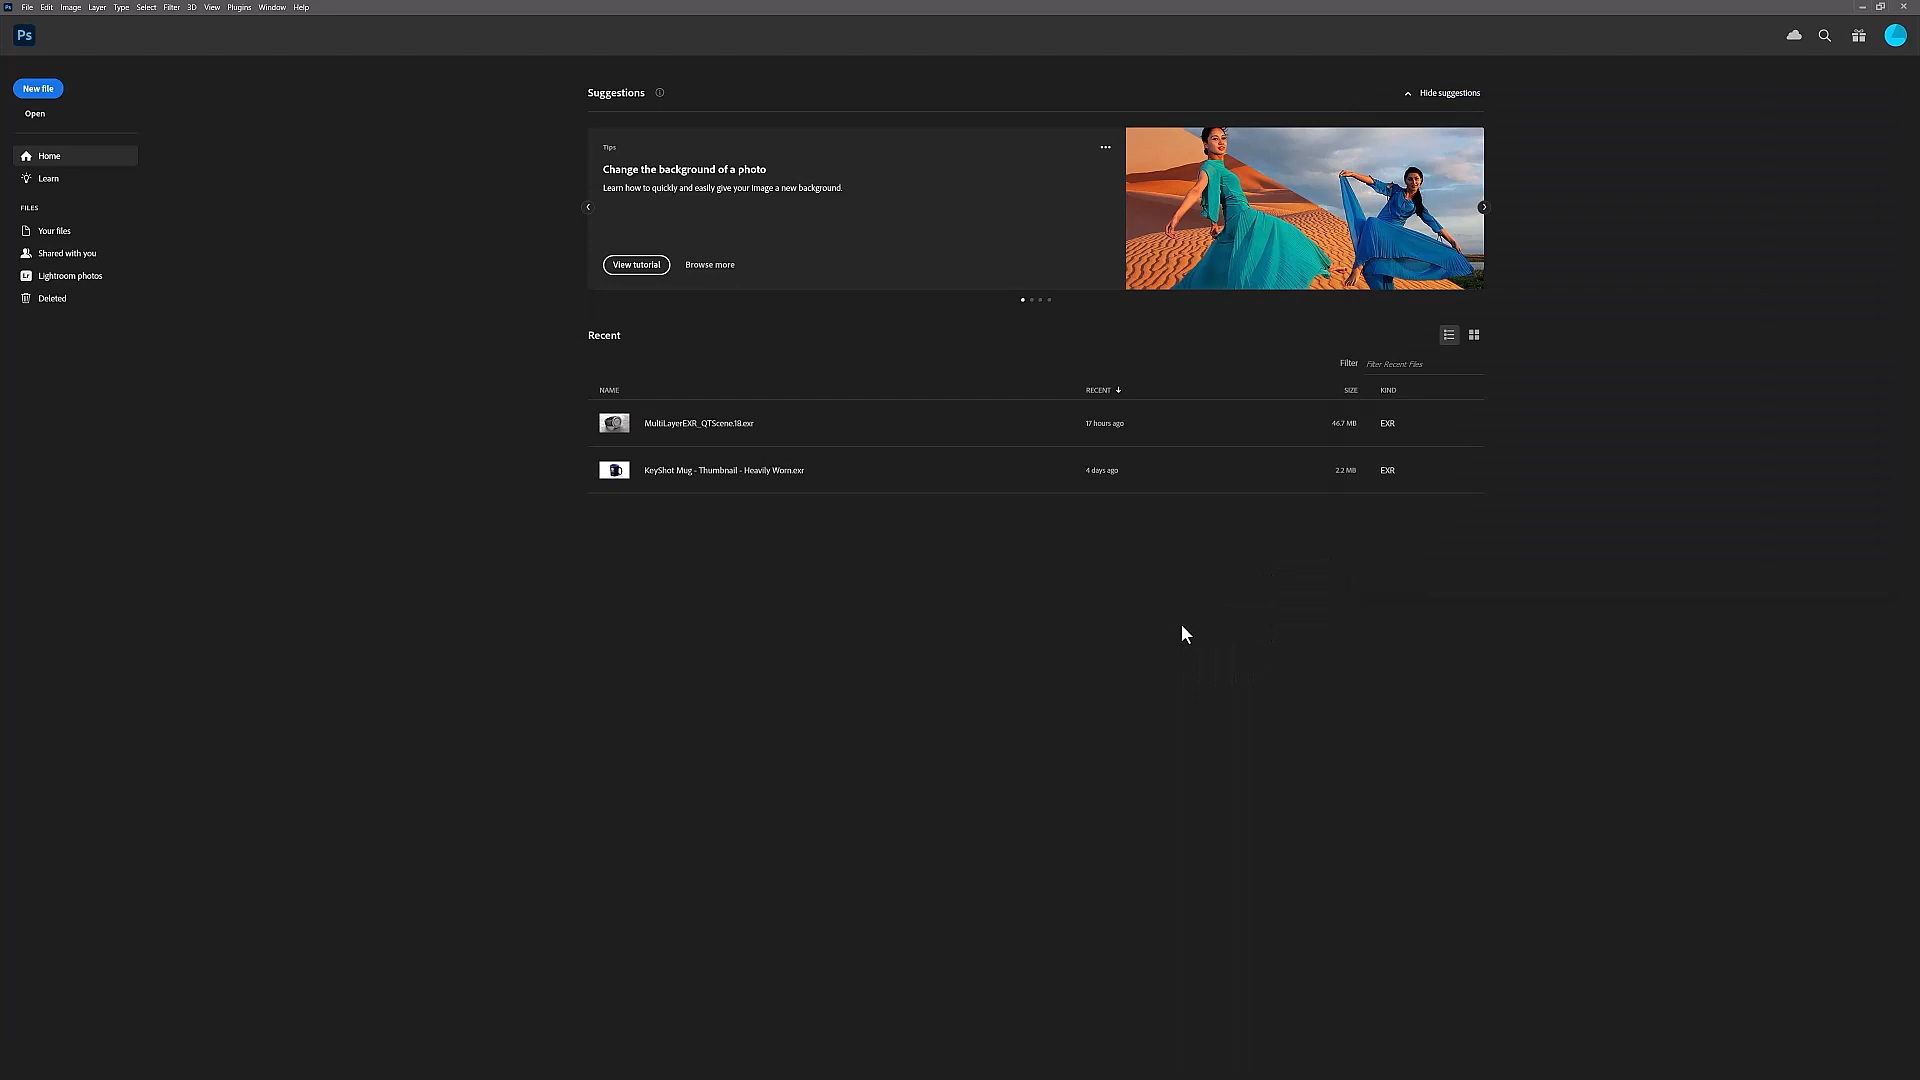 Ps File Edit Image Layer Type Select Filter 3D View Plugins Window Help
Ps
New file
Open
Home
Learn
FILES
Your files
Shared with you
Lr Lightroom photos
Deleted
Suggestions
Hide suggestions
Tips
Change the background of a photo
Learn how to quickly and easily give your image a new background.
View tutorial Browse more
Recent
Filter Filter Recent Files
NAME RECENT SIZE KIND
MultiLayerEXR_QTScene.18.exr 17 hours ago 46.7 MB EXR
KeyShot Mug - Thumbnail - Heavily Worn.exr 4 days ago 2.2 MB EXR